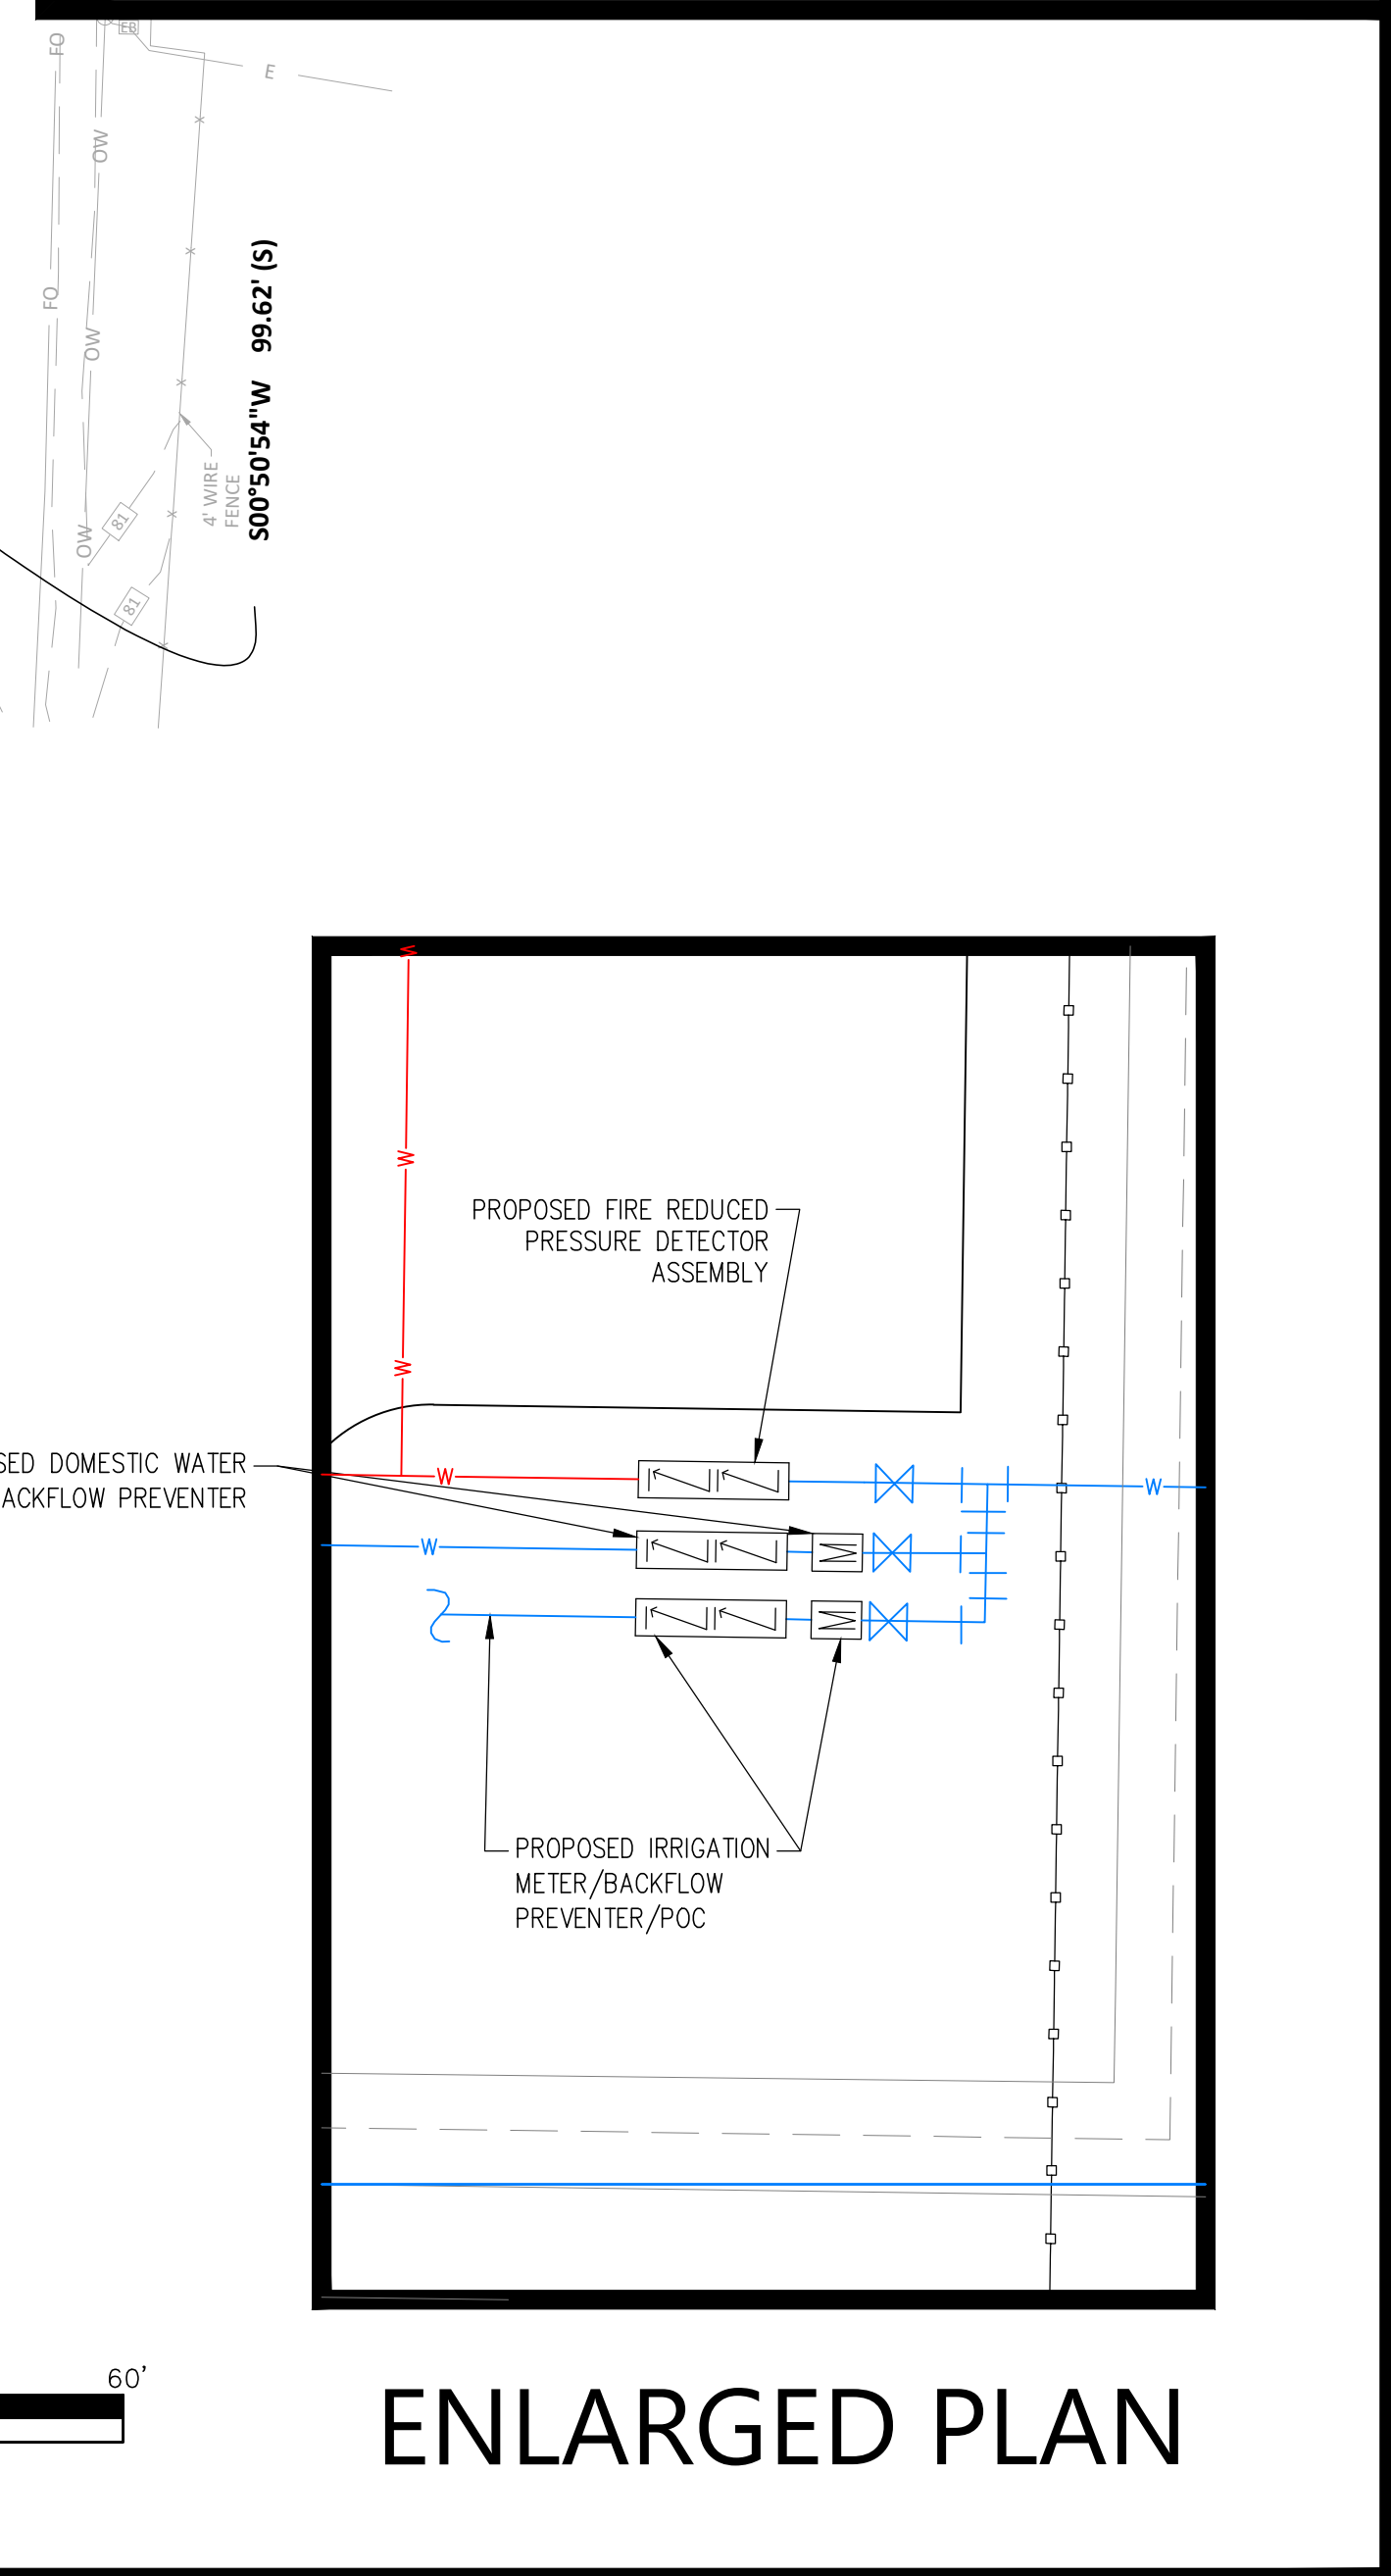 EB
E
FO
OW
FO
OW
OW
S00°50'54"W 99.62' (S)
4' WIRE
FENCE
81
81
W
W
PROPOSED FIRE REDUCED
PRESSURE DETECTOR
ASSEMBLY
W
SED DOMESTIC WATER
ACKFLOW PREVENTER
W
W
W
PROPOSED IRRIGATION
METER/BACKFLOW
PREVENTER/POC
60'
ENLARGED PLAN